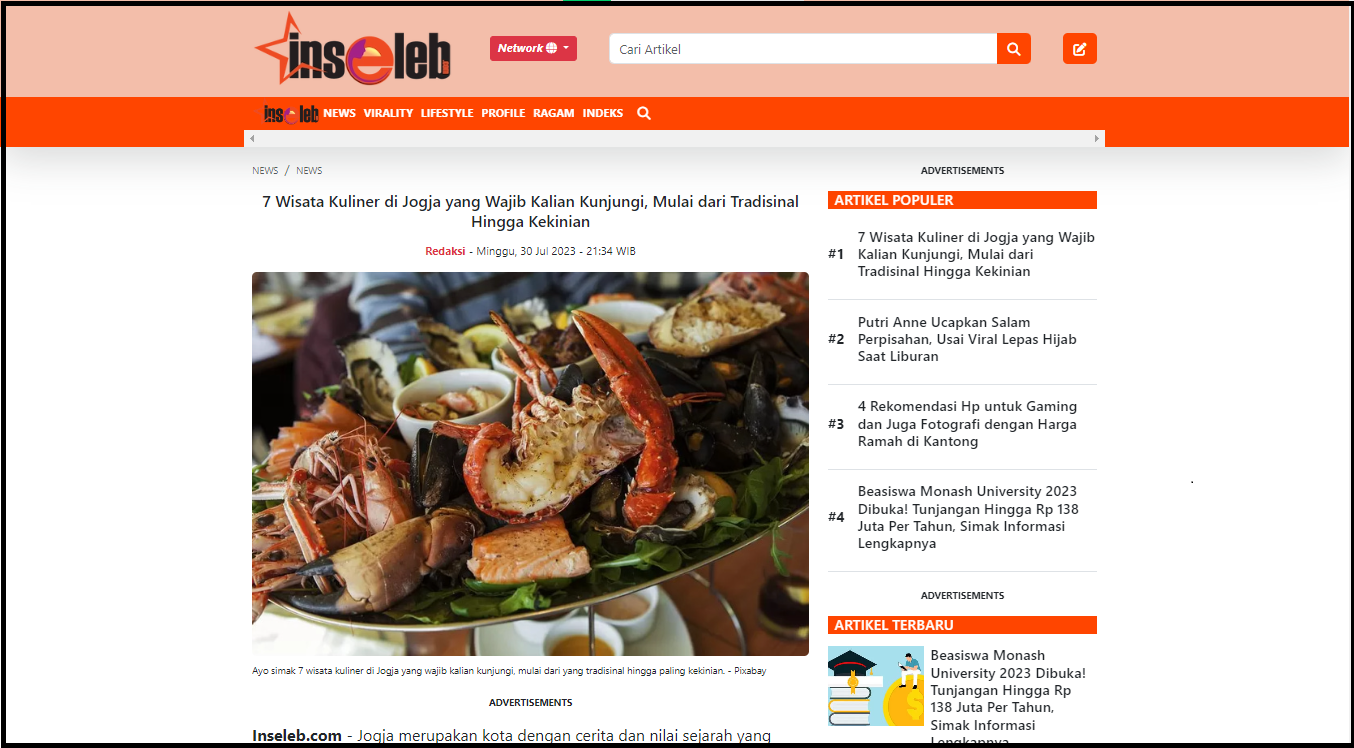 inseleb
Network
Cari Artikel
inseleb NEWS VIRALITY LIFESTYLE PROFILE RAGAM INDEKS
NEWS / NEWS
7 Wisata Kuliner di Jogja yang Wajib Kalian Kunjungi, Mulai dari Tradisinal
Hingga Kekinian
Redaksi - Minggu, 30 Jul 2023 - 21:34 WIB
Ayo simak 7 wisata kuliner di Jogja yang wajib kalian kunjungi, mulai dari yang tradisinal hingga paling kekinian. - Pixabay
ADVERTISEMENTS
Inseleb.com - Jogja merupakan kota dengan cerita dan nilai sejarah yang
ADVERTISEMENTS
ARTIKEL POPULER
#1
7 Wisata Kuliner di Jogja yang Wajib
Kalian Kunjungi, Mulai dari
Tradisinal Hingga Kekinian
#2
Putri Anne Ucapkan Salam
Perpisahan, Usai Viral Lepas Hijab
Saat Liburan
#3
4 Rekomendasi Hp untuk Gaming
dan Juga Fotografi dengan Harga
Ramah di Kantong
#4
Beasiswa Monash University 2023
Dibuka! Tunjangan Hingga Rp 138
Juta Per Tahun, Simak Informasi
Lengkapnya
ADVERTISEMENTS
ARTIKEL TERBARU
Beasiswa Monash
University 2023 Dibuka!
Tunjangan Hingga Rp
138 Juta Per Tahun,
Simak Informasi
Lengkapnya